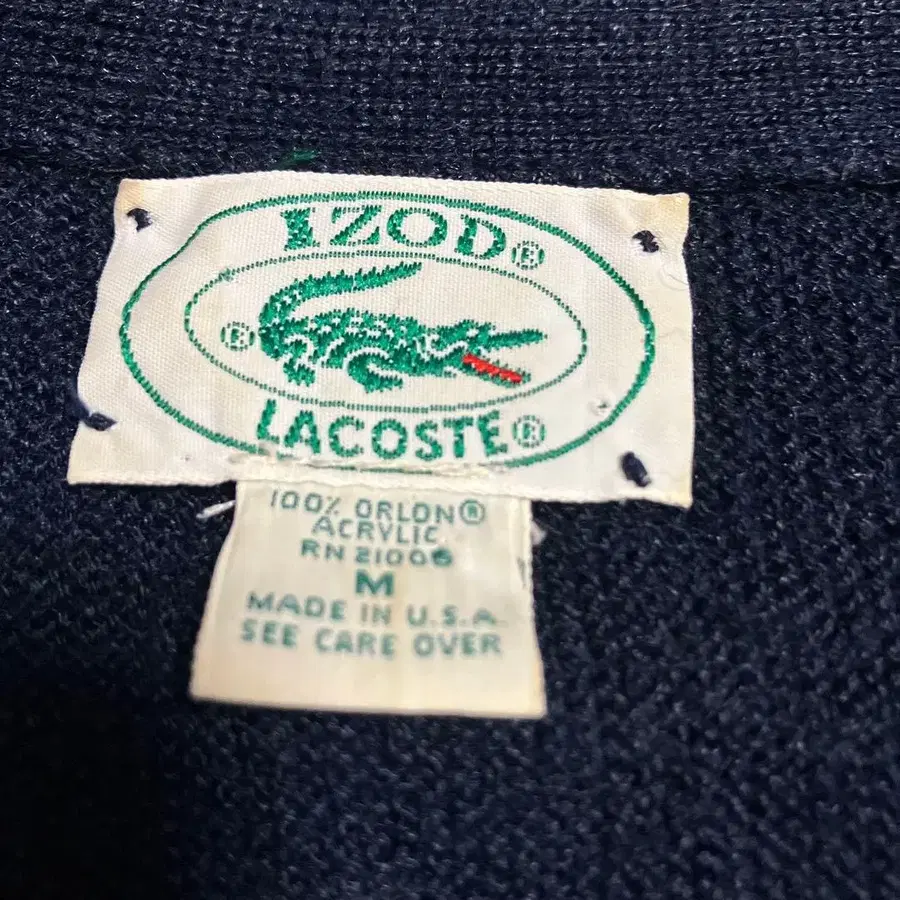 IZOD®
®
LACOSTE®
100% ORLON®
ACRYLIC
RN 21006
M
MADE IN U.S.A.
SEE CARE OVER